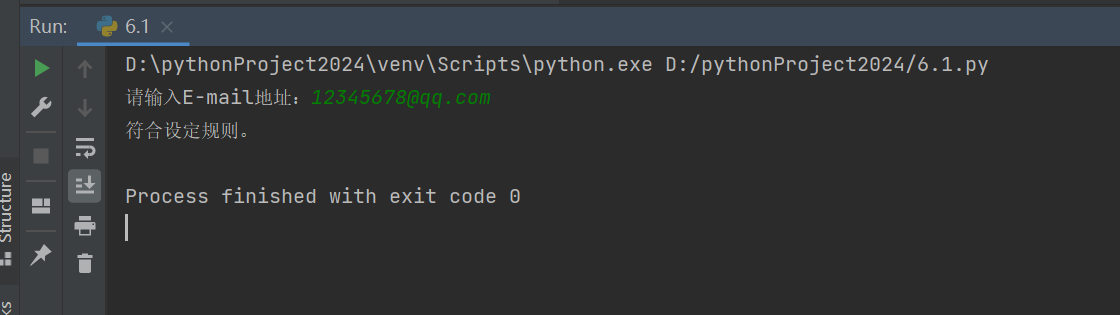 Run: 6.1
D:\pythonProject2024\venv\Scripts\python.exe D:/pythonProject2024/6.1.py
请输入E-mail地址：12345678@qq.com
符合设定规则。
Process finished with exit code 0
Structure
ks